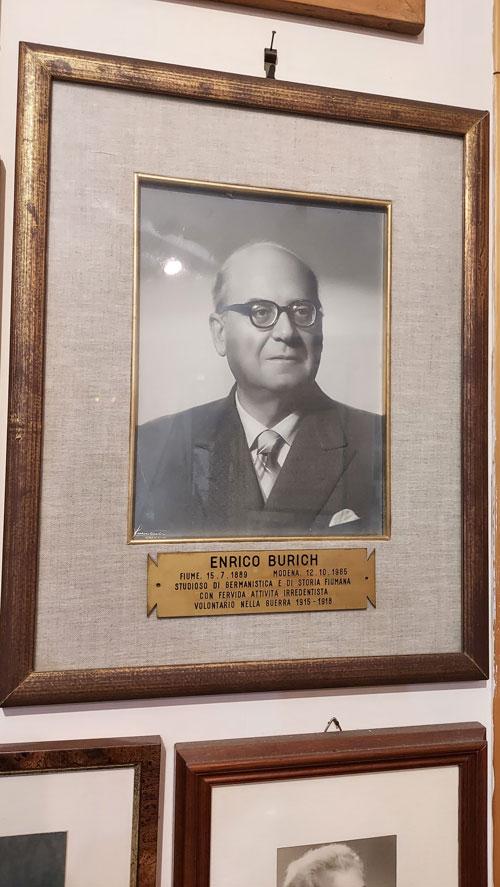 ENRICO BURICH
FIUME. 15.7.1889 MODENA. 12.10.1965
STUDIOSO DI GERMANISTICA E DI STORIA FIUMANA
CON FERVIDA ATTIVITÀ IRREDENTISTA
VOLONTARIO NELLA GUERRA 1915-1918